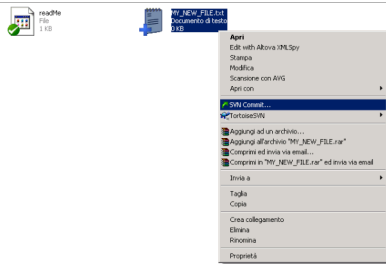 readMe
File
1 KB
MY_NEW_FILE.txt
Documento di testo
0 KB
Apri
Edit with Altova XMLSpy
Stampa
Modifica
Scansione con AVG
Apri con
SVN Commit...
TortoiseSVN
Aggiungi ad un archivio...
Aggiungi all'archivio "MY_NEW_FILE.rar"
Comprimi ed invia via email...
Comprimi in "MY_NEW_FILE.rar" ed invia via email
Invia a
Taglia
Copia
Crea collegamento
Elimina
Rinomina
Proprietà